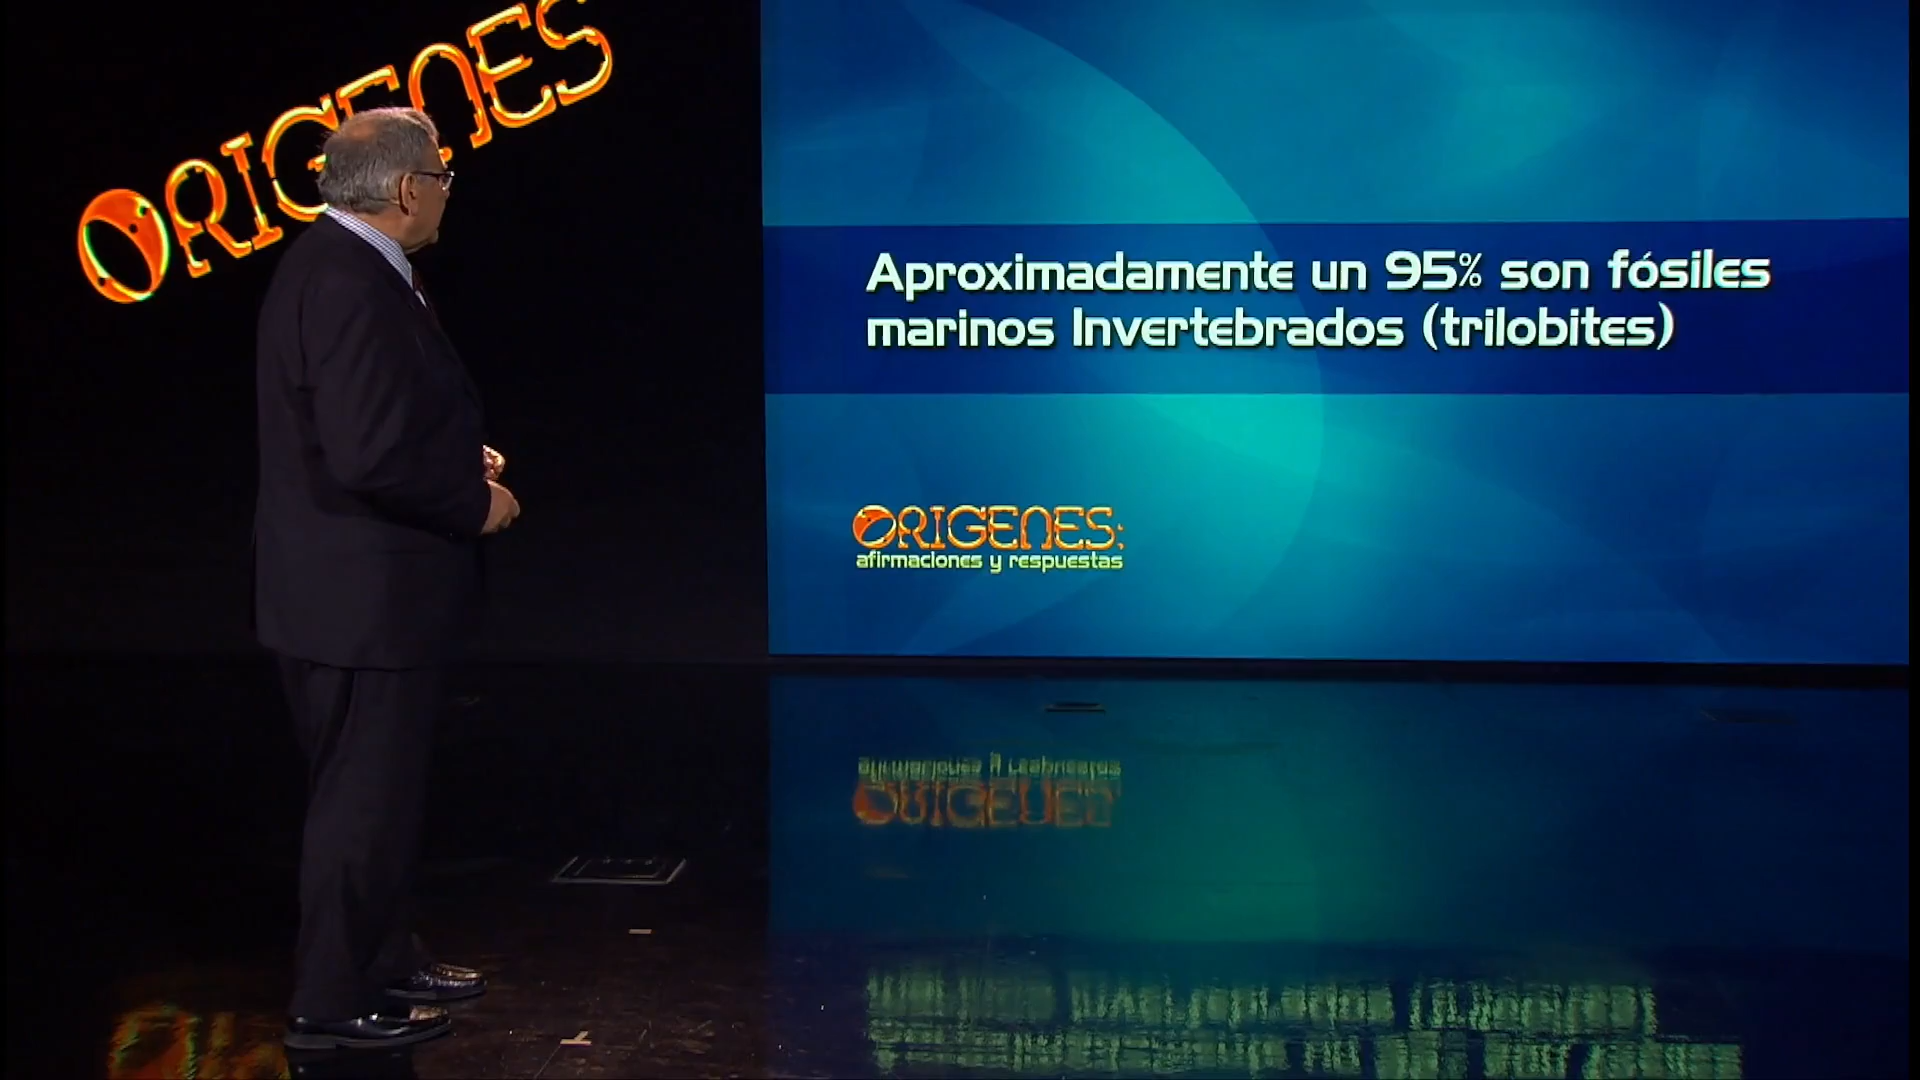 ORIGENES
Aproximadamente un 95% son fósiles
marinos Invertebrados (trilobites)
ORIGENES:
afirmaciones y respuestas